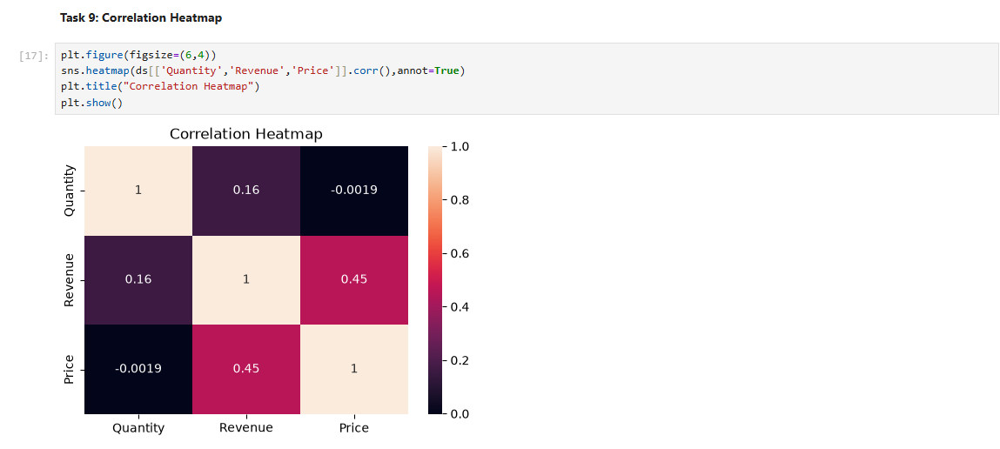 Task 9: Correlation Heatmap
[17]:
plt.figure(figsize=(6,4))
sns.heatmap(ds[['Quantity','Revenue','Price']].corr(),annot=True)
plt.title("Correlation Heatmap")
plt.show()
Correlation Heatmap
Quantity
1
0.16
-0.0019
Revenue
0.16
1
0.45
Price
-0.0019
0.45
1
Quantity
Revenue
Price
1.0
0.8
0.6
0.4
0.2
0.0